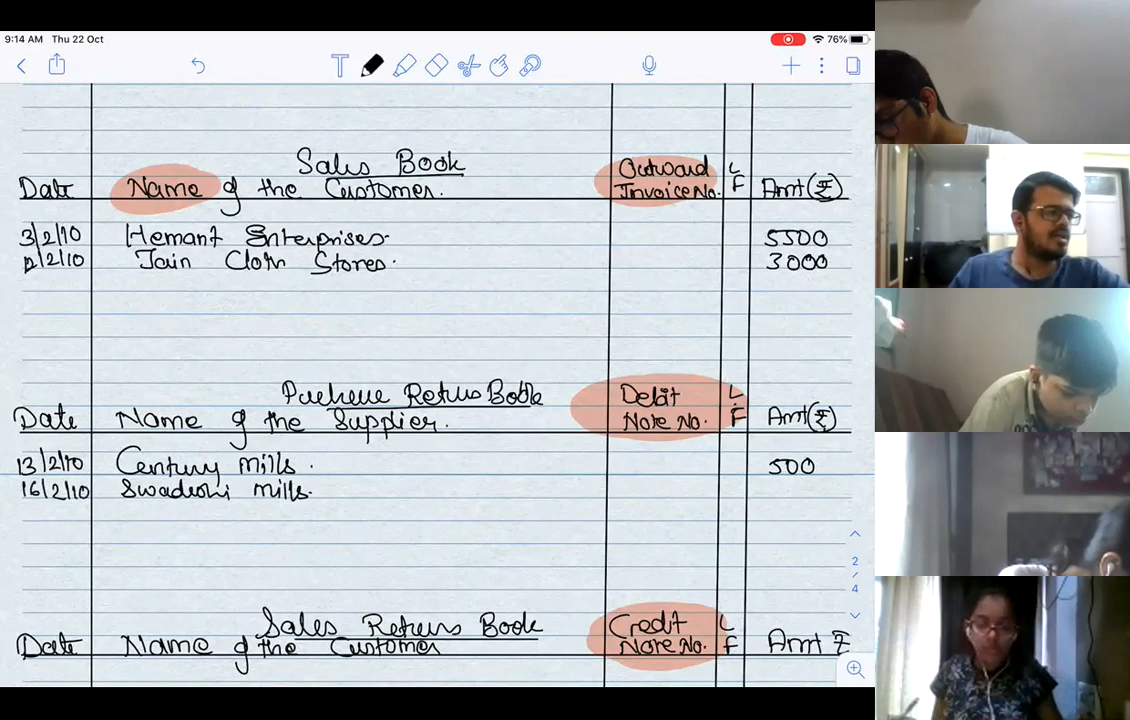 9:14 AM Thu 22 Oct
76%
Sales Book
Date Name of the Customer. Outward Invoice No. L F Amt (₹)
3/2/10 Hemant Enterprises. 5500
2/2/10 Jain Cloth Stores. 3000
Purchase Return Book
Date Name of the Supplier. Debit Note No. L.F Amt (₹)
13/2/10 Century Mills. 500
16/2/10 Swadeshi Mills.
2
/
4
Sales Return Book
Date Name of the Customer Credit Note No. L F Amt ₹